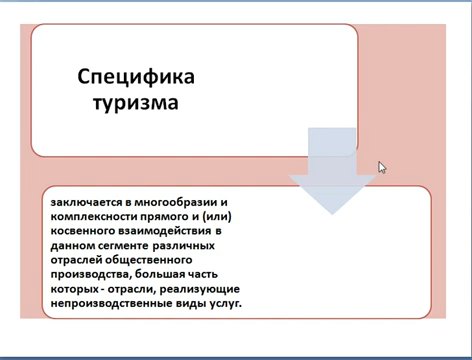 Специфика
туризма
заключается в многообразии и
комплексности прямого и (или)
косвенного взаимодействия в
данном сегменте различных
отраслей общественного
производства, большая часть
которых - отрасли, реализующие
непроизводственные виды услуг.